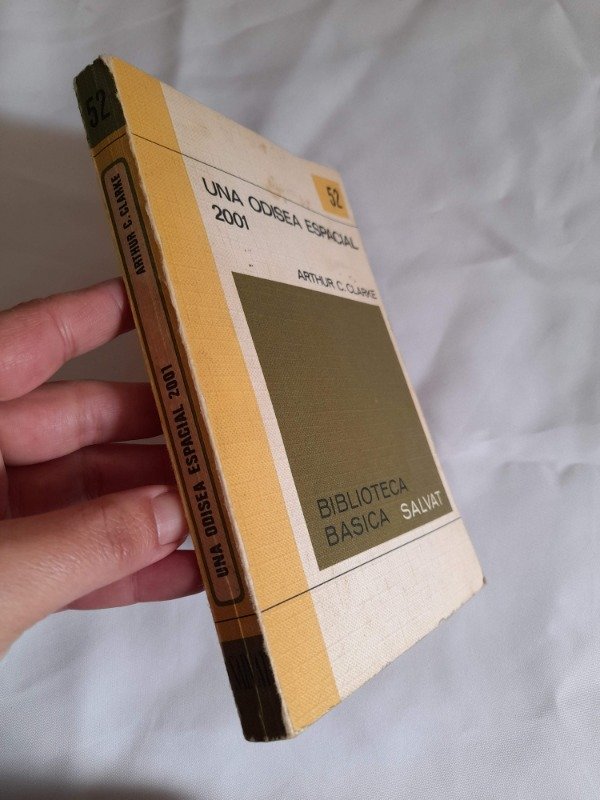 52
ARTHUR C. CLARKE
UNA ODISEA ESPACIAL 2001
52
UNA ODISEA ESPACIAL
2001
ARTHUR C. CLARKE
BIBLIOTECA
BASICA SALVAT